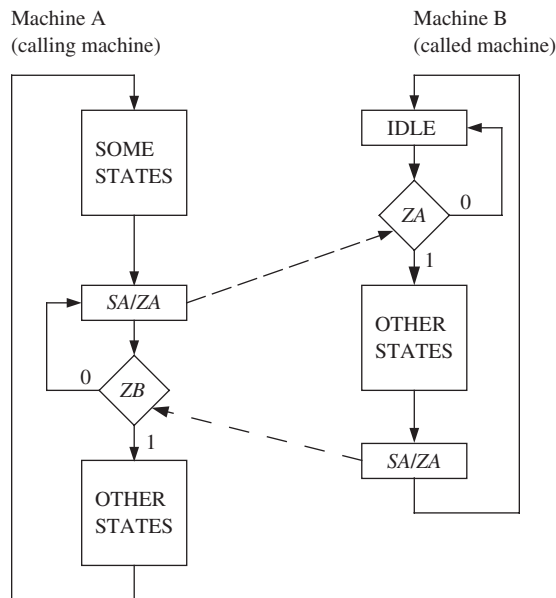 Machine A
(calling machine)
SOME
STATES
SA/ZA
0
ZB
1
OTHER
STATES
Machine B
(called machine)
IDLE
0
ZA
1
OTHER
STATES
SA/ZA